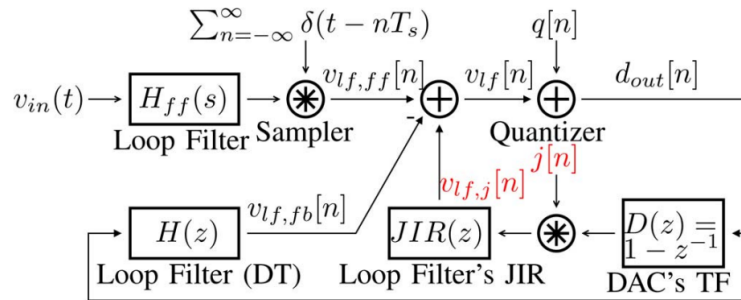 ∑_{n=-∞}^{∞} δ(t - nT_s)
q[n]
v_{in}(t)
H_{ff}(s)
v_{lf,ff}[n]
v_{lf}[n]
d_{out}[n]
Loop Filter
Sampler
-
Quantizer
j[n]
v_{lf,j}[n]
v_{lf,fb}[n]
H(z)
JIR(z)
D(z) =
1 - z^{-1}
Loop Filter (DT)
Loop Filter's JIR
DAC's TF